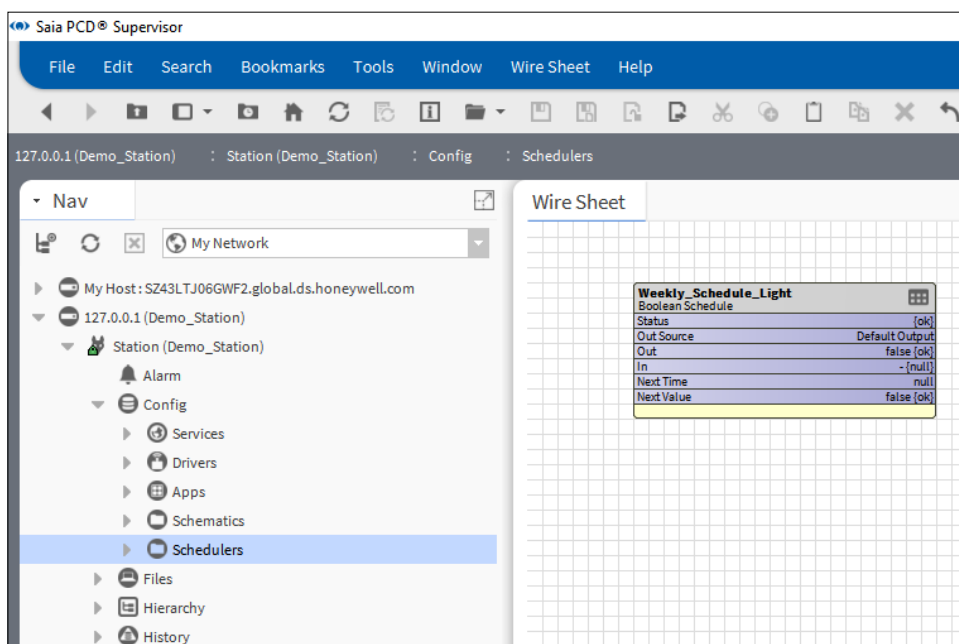 Saia PCD® Supervisor
File Edit Search Bookmarks Tools Window Wire Sheet Help
127.0.0.1 (Demo_Station) : Station (Demo_Station) : Config : Schedulers
Nav
Wire Sheet
My Network
My Host : SZ43LTJ06GWF2.global.ds.honeywell.com
127.0.0.1 (Demo_Station)
Station (Demo_Station)
Alarm
Config
Services
Drivers
Apps
Schematics
Schedulers
Files
Hierarchy
History
Weekly_Schedule_Light
Boolean Schedule
Status {ok}
Out Source Default Output
Out false {ok}
In - {null}
Next Time null
Next Value false {ok}